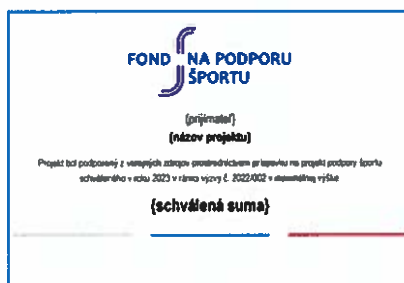 FOND NA PODPORU
ŠPORTU
{prijímateľ}
{názov projektu}
Projekt bol podporený z verejných zdrojov prostredníctvom príspevku na projekt podpory športu
schváleného v roku 2023 v rámci výzvy č. 2022/002 v maximálnej výške
{schválená suma}